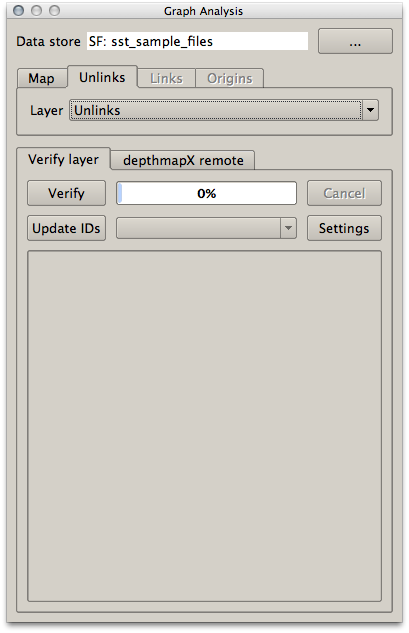 Graph Analysis
Data store SF: sst_sample_files ...
Map Unlinks Links Origins
Layer Unlinks
Verify layer depthmapX remote
Verify 0% Cancel
Update IDs Settings